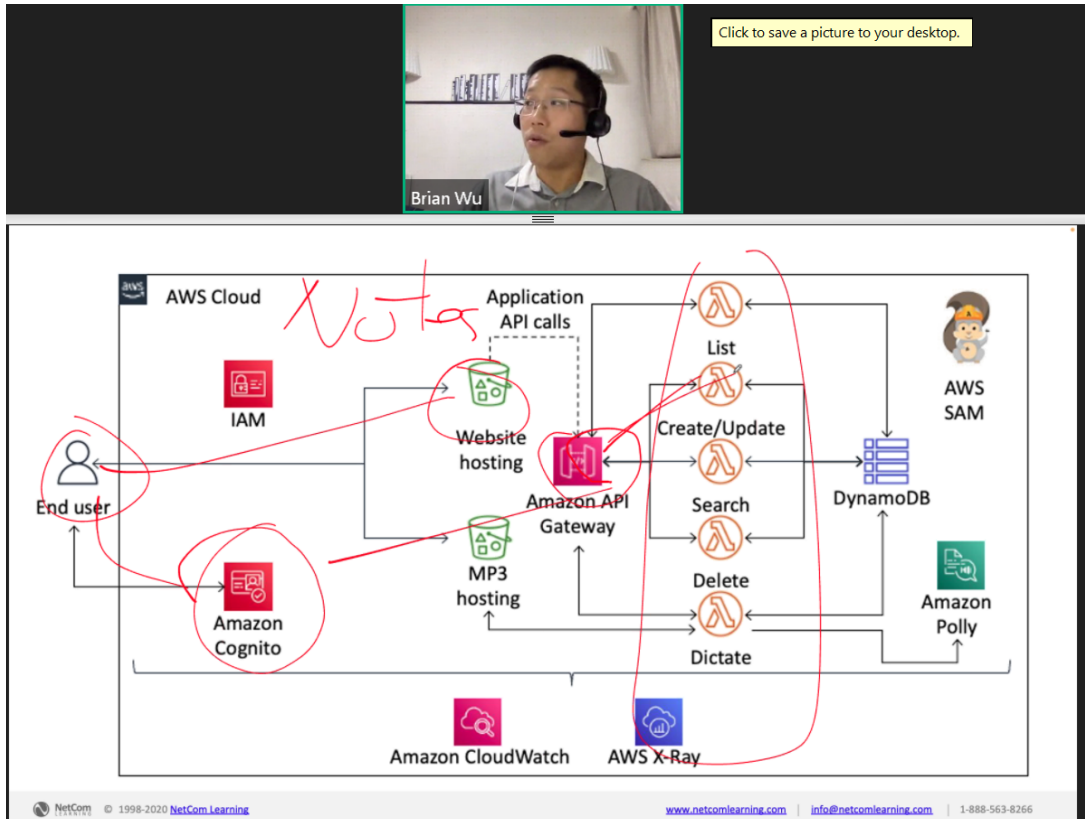 Click to save a picture to your desktop.
Brian Wu
aws
AWS Cloud
Notes
Application
API calls
List
AWS
SAM
IAM
Website
hosting
Create/Update
End user
Amazon API
Gateway
Search
DynamoDB
MP3
hosting
Delete
Amazon
Cognito
Amazon
Polly
Dictate
Amazon CloudWatch
AWS X-Ray
NetCom
LEARNING
© 1998-2020 NetCom Learning
www.netcomlearning.com | info@netcomlearning.com | 1-888-563-8266